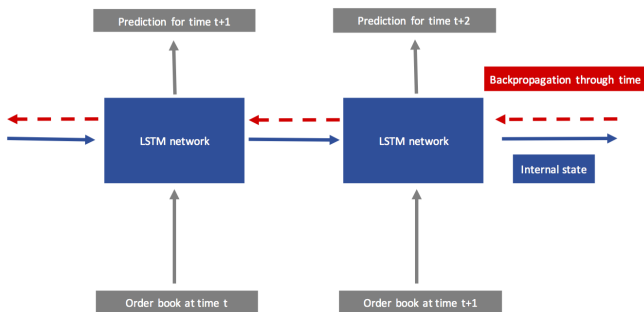 Prediction for time t+1
Prediction for time t+2
Backpropagation through time
LSTM network
LSTM network
Internal state
Order book at time t
Order book at time t+1